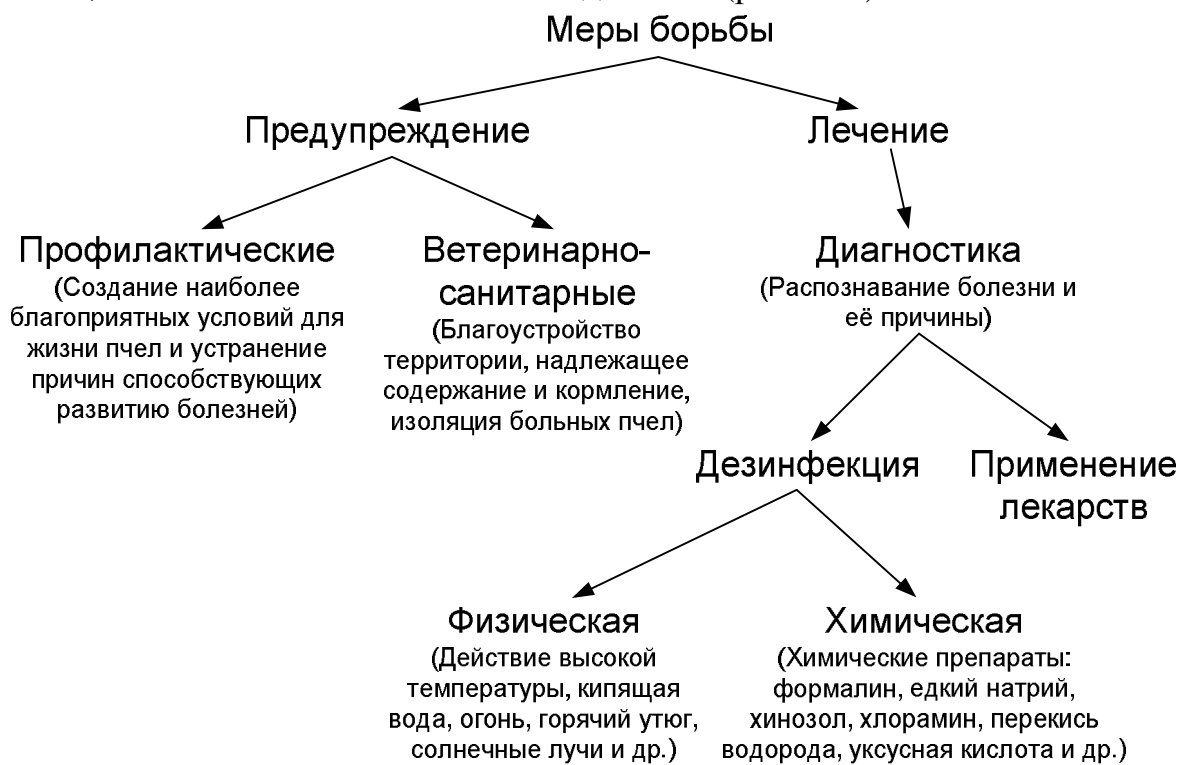 Меры борьбы
Предупреждение
Лечение
Профилактические
(Создание наиболее
благоприятных условий для
жизни пчел и устранение
причин способствующих
развитию болезней)
Ветеринарно-
санитарные
(Благоустройство
территории, надлежащее
содержание и кормление,
изоляция больных пчел)
Диагностика
(Распознавание болезни и
её причины)
Дезинфекция
Применение
лекарств
Физическая
(Действие высокой
температуры, кипящая
вода, огонь, горячий утюг,
солнечные лучи и др.)
Химическая
(Химические препараты:
формалин, едкий натрий,
хинозол, хлорамин, перекись
водорода, уксусная кислота и др.)